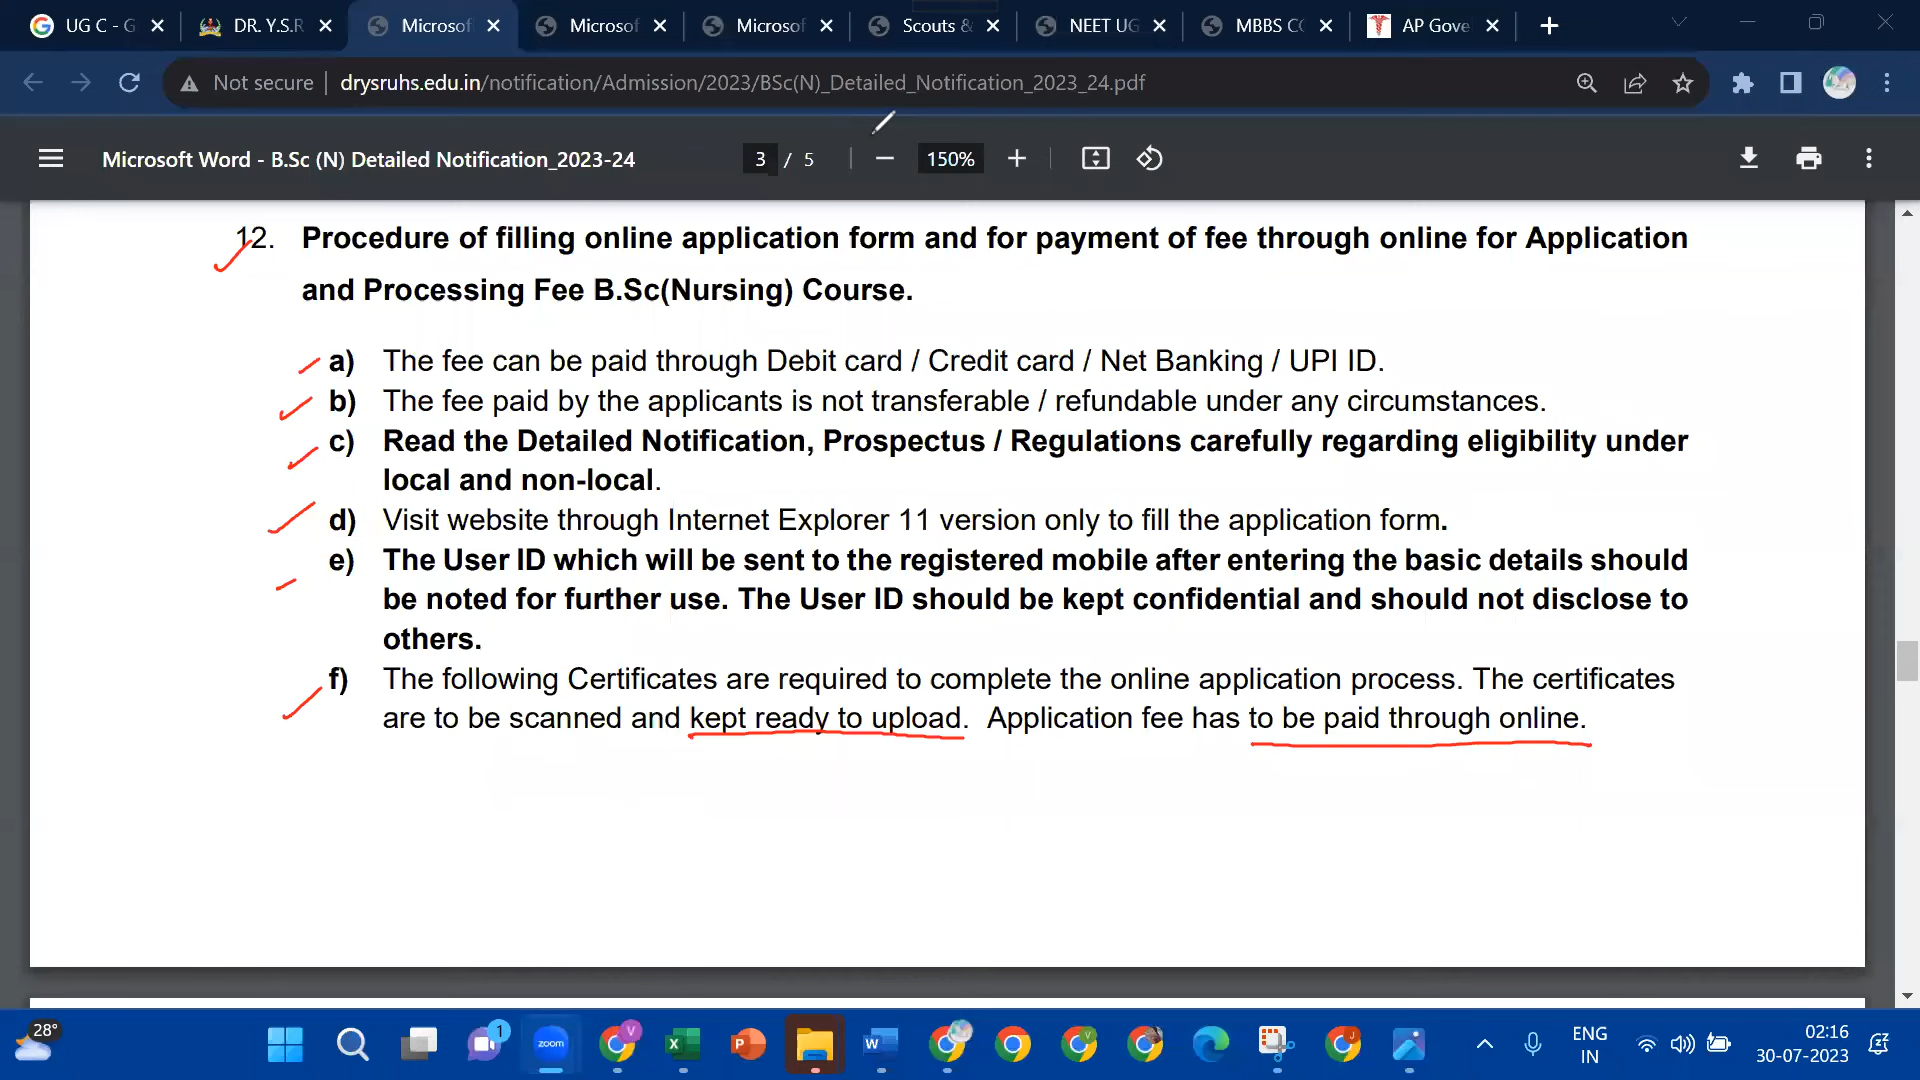 UG C - G
DR. Y.S.R
Microsof
Microsof
Microsof
Scouts &
NEET UG
MBBS CO
AP Gove
Not secure
drysruhs.edu.in/notification/Admission/2023/BSc(N)_Detailed_Notification_2023_24.pdf
Microsoft Word - B.Sc (N) Detailed Notification_2023-24
3 / 5
150%
12. Procedure of filling online application form and for payment of fee through online for Application
and Processing Fee B.Sc(Nursing) Course.
a) The fee can be paid through Debit card / Credit card / Net Banking / UPI ID.
b) The fee paid by the applicants is not transferable / refundable under any circumstances.
c) Read the Detailed Notification, Prospectus / Regulations carefully regarding eligibility under
local and non-local.
d) Visit website through Internet Explorer 11 version only to fill the application form.
e) The User ID which will be sent to the registered mobile after entering the basic details should
be noted for further use. The User ID should be kept confidential and should not disclose to
others.
f) The following Certificates are required to complete the online application process. The certificates
are to be scanned and kept ready to upload. Application fee has to be paid through online.
28°
1
zoom
V
X
P
W
V
J
ENG
IN
02:16
30-07-2023